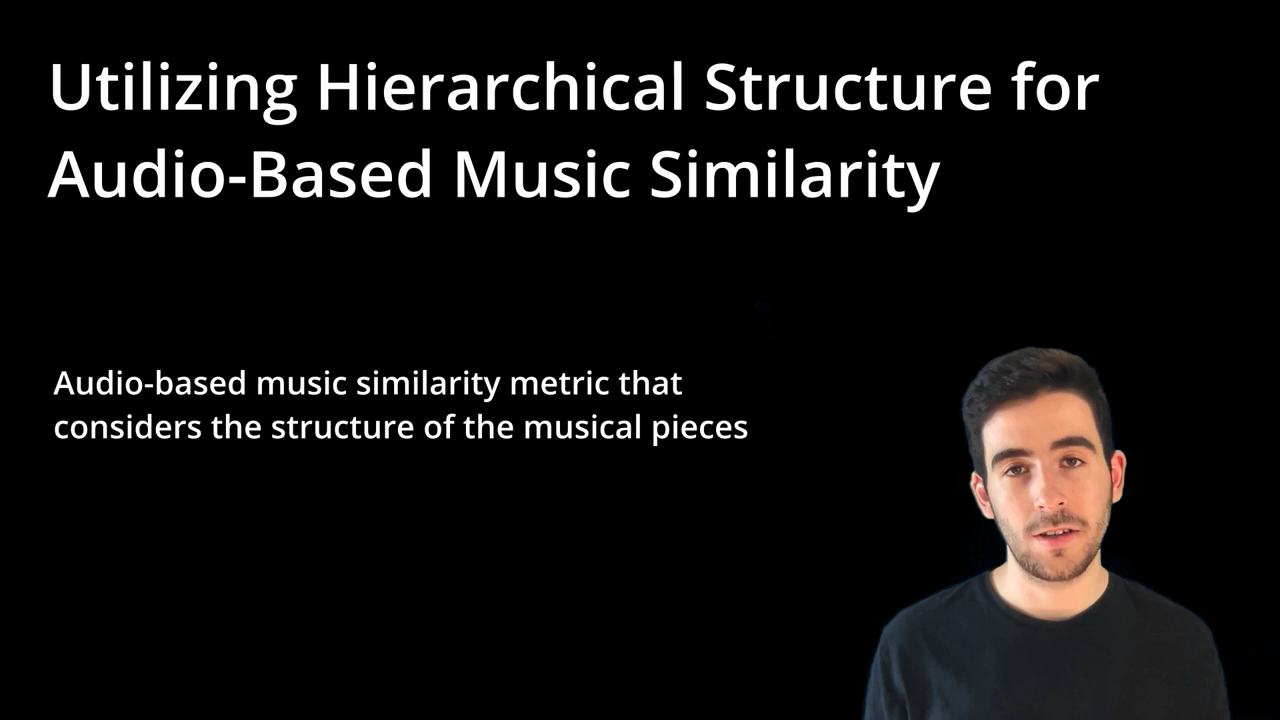 Utilizing Hierarchical Structure for
Audio-Based Music Similarity
Audio-based music similarity metric that
considers the structure of the musical pieces